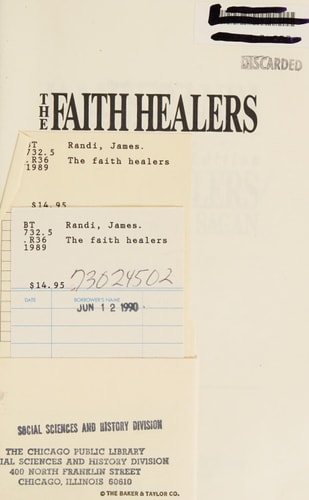 DISCARDED
THE FAITH HEALERS
BT Randi, James.
732.5
.R36 The faith healers
1989
$14.95
BT Randi, James.
732.5
.R36 The faith healers
1989
$14.95 73024502
DATE BORROWER'S NAME
JUN 12 1990
SOCIAL SCIENCES AND HISTORY DIVISION
THE CHICAGO PUBLIC LIBRARY
IAL SCIENCES AND HISTORY DIVISION
400 NORTH FRANKLIN STREET
CHICAGO, ILLINOIS 60610
© THE BAKER & TAYLOR CO.